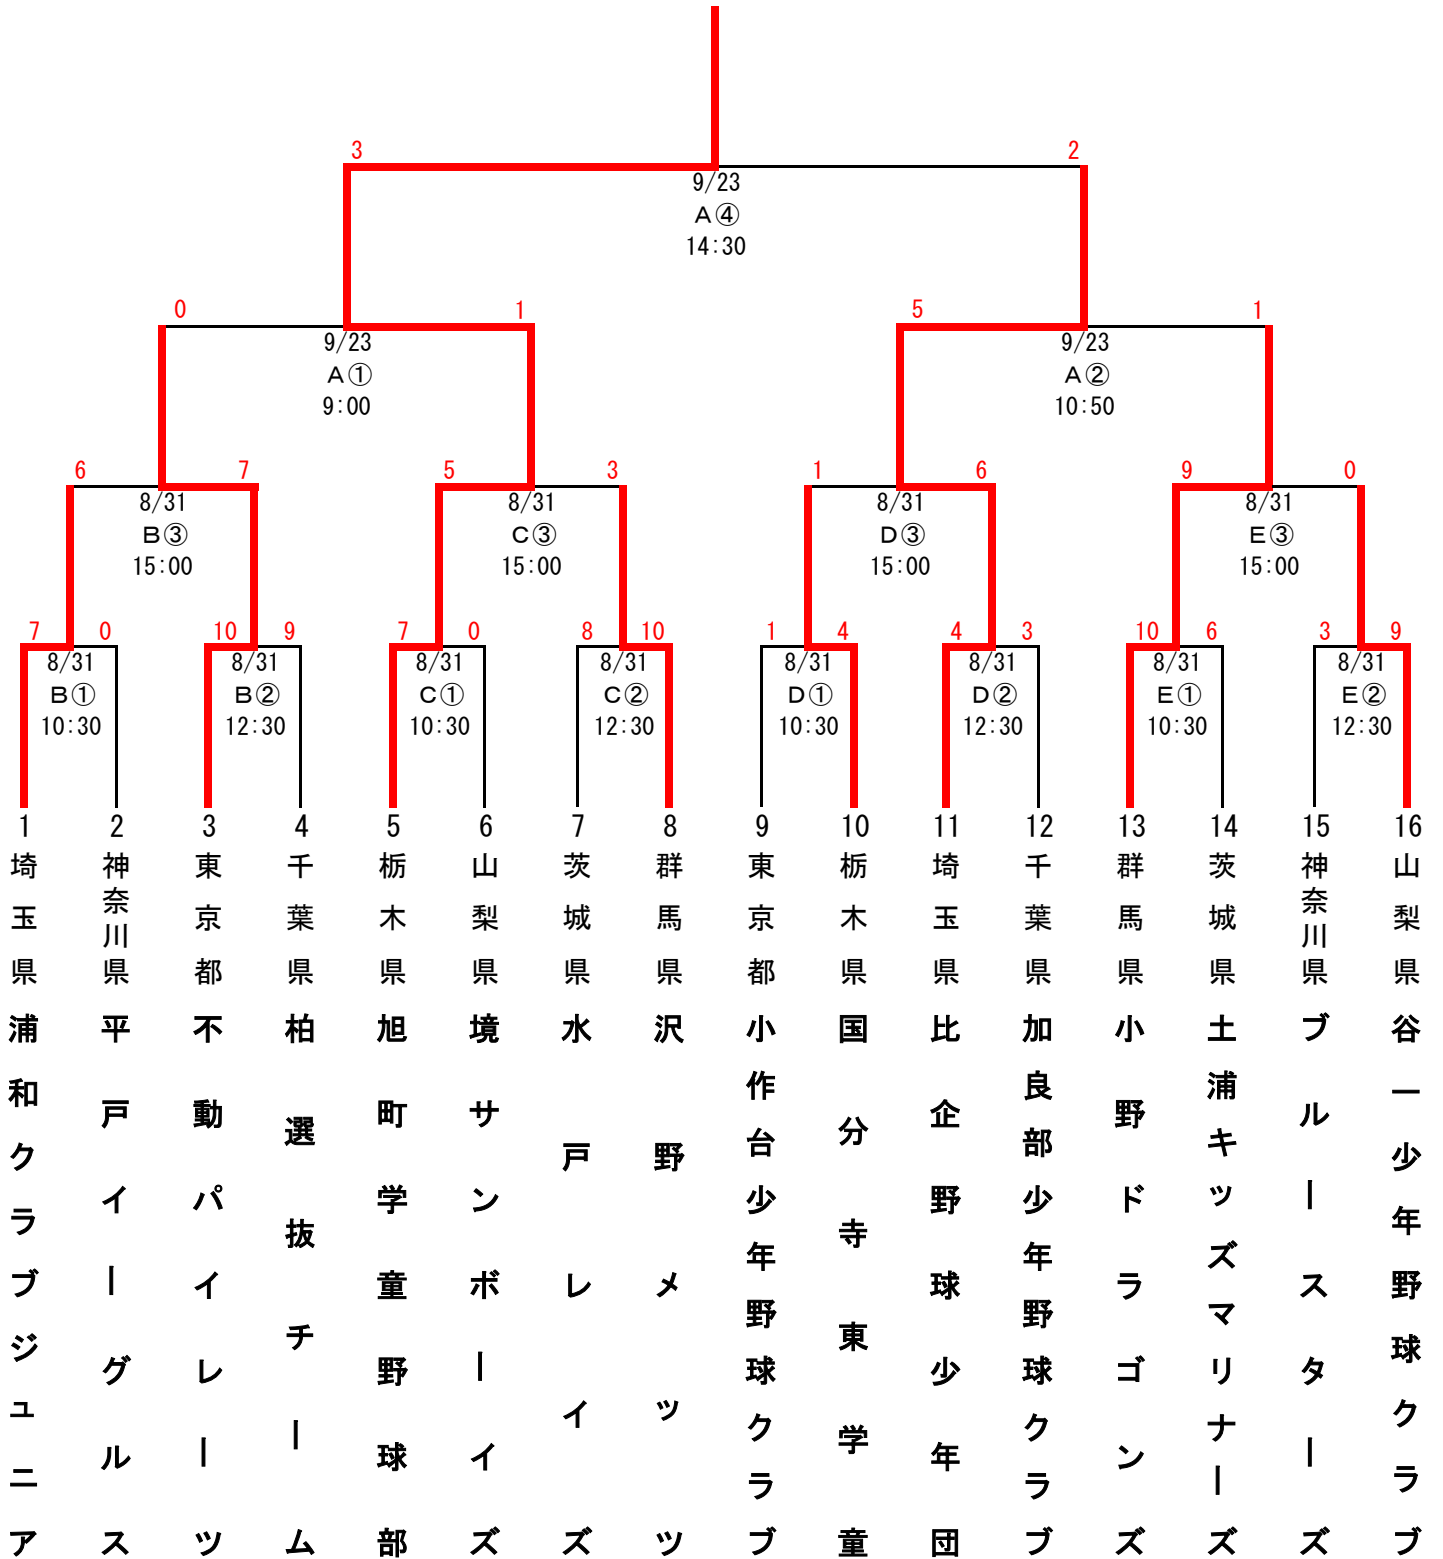 3 2
9/23
A④
14:30
0 1 5 1
9/23 9/23
A① A②
9:00 10:50
6 7 5 3 1 6 9 0
8/31 8/31 8/31 8/31
B③ C③ D③ E③
15:00 15:00 15:00 15:00
7 0 10 9 7 0 8 10 1 4 4 3 10 6 3 9
8/31 8/31 8/31 8/31 8/31 8/31 8/31 8/31
B① B② C① C② D① D② E① E②
10:30 12:30 10:30 12:30 10:30 12:30 10:30 12:30
1 埼玉県 浦和クラブジュニア
2 神奈川県 平戸イーグルス
3 東京都 不動パイレーツ
4 千葉県 柏選抜チーム
5 栃木県 旭町学童野球部
6 山梨県 境サンボーイズ
7 茨城県 水戸レイズ
8 群馬県 沢野メッツ
9 東京都 小作台少年野球クラブ
10 栃木県 国分寺東学童
11 埼玉県 比企野球少年団
12 千葉県 加良部少年野球クラブ
13 群馬県 小野ドラゴンズ
14 茨城県 土浦キッズマリナーズ
15 神奈川県 ブルースターズ
16 山梨県 谷一少年野球クラブ